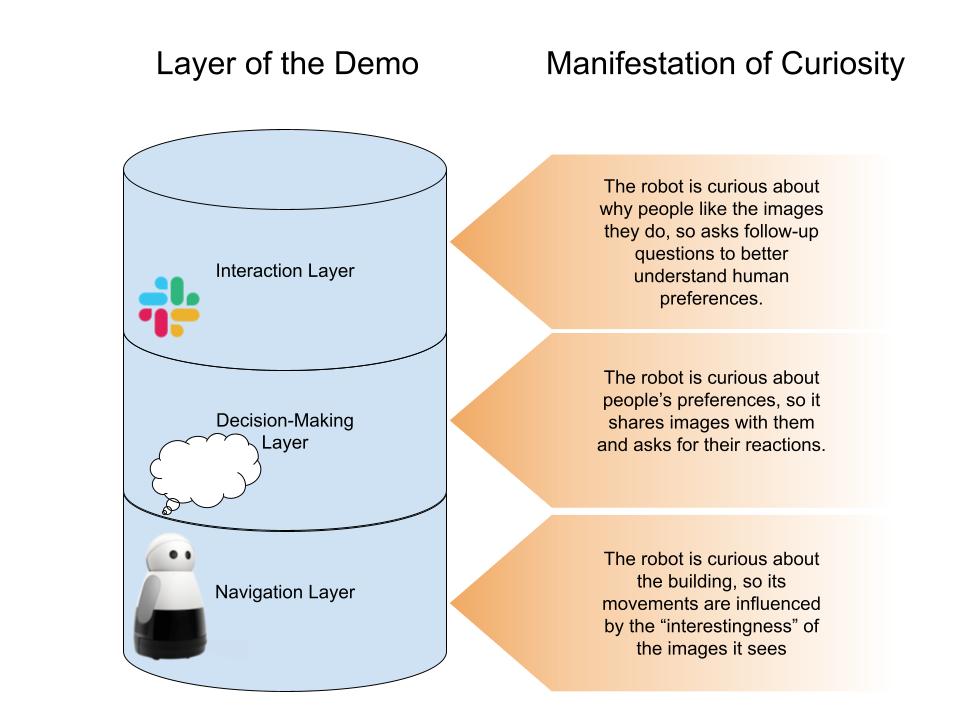 Layer of the Demo
Manifestation of Curiosity
Interaction Layer
The robot is curious about
why people like the images
they do, so asks follow-up
questions to better
understand human
preferences.
Decision-Making
Layer
The robot is curious about
people’s preferences, so it
shares images with them
and asks for their reactions.
Navigation Layer
The robot is curious about
the building, so its
movements are influenced
by the “interestingness” of
the images it sees